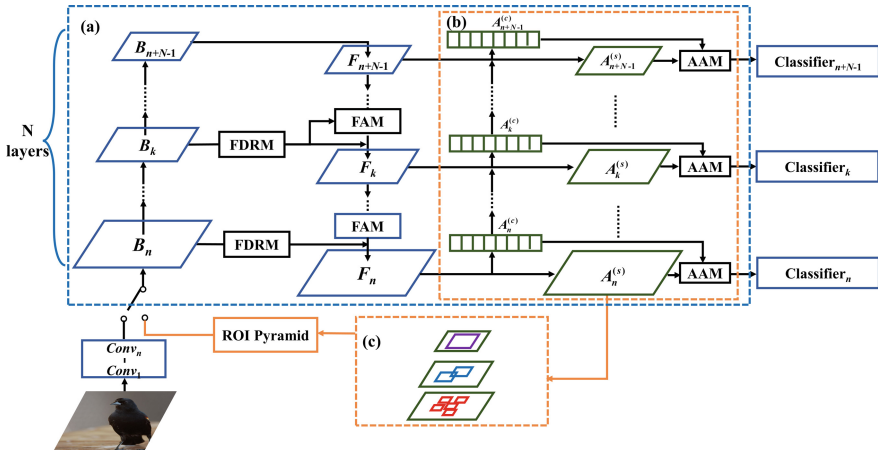 (a)
(b)
N
layers
B_{n+N-1}
F_{n+N-1}
A^{(c)}_{n+N-1}
A^{(s)}_{n+N-1}
AAM
Classifier_{n+N-1}
FAM
B_k
FDRM
F_k
A^{(c)}_k
A^{(s)}_k
AAM
Classifier_k
FAM
B_n
FDRM
F_n
A^{(c)}_n
A^{(s)}_n
AAM
Classifier_n
ROI Pyramid
(c)
Conv_n
Conv_1